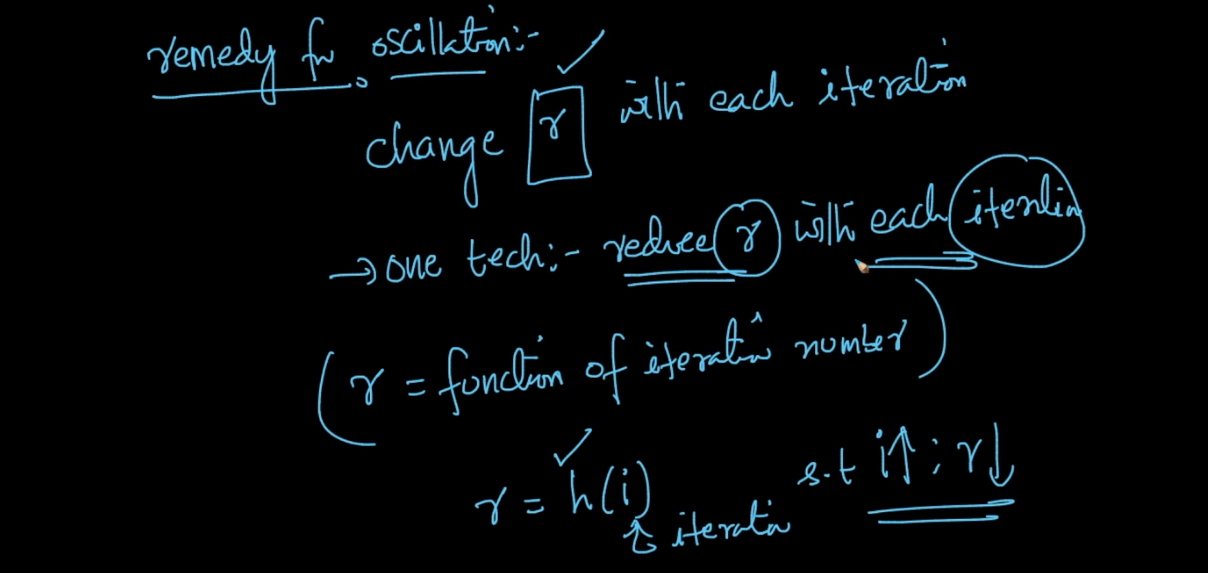 remedy for oscillation:-
change r with each iteration
→ one tech:- reduce r with each iteration
(r = function of iteration number)
r = h(i) s.t i↑ ; r↓
↑ iteration